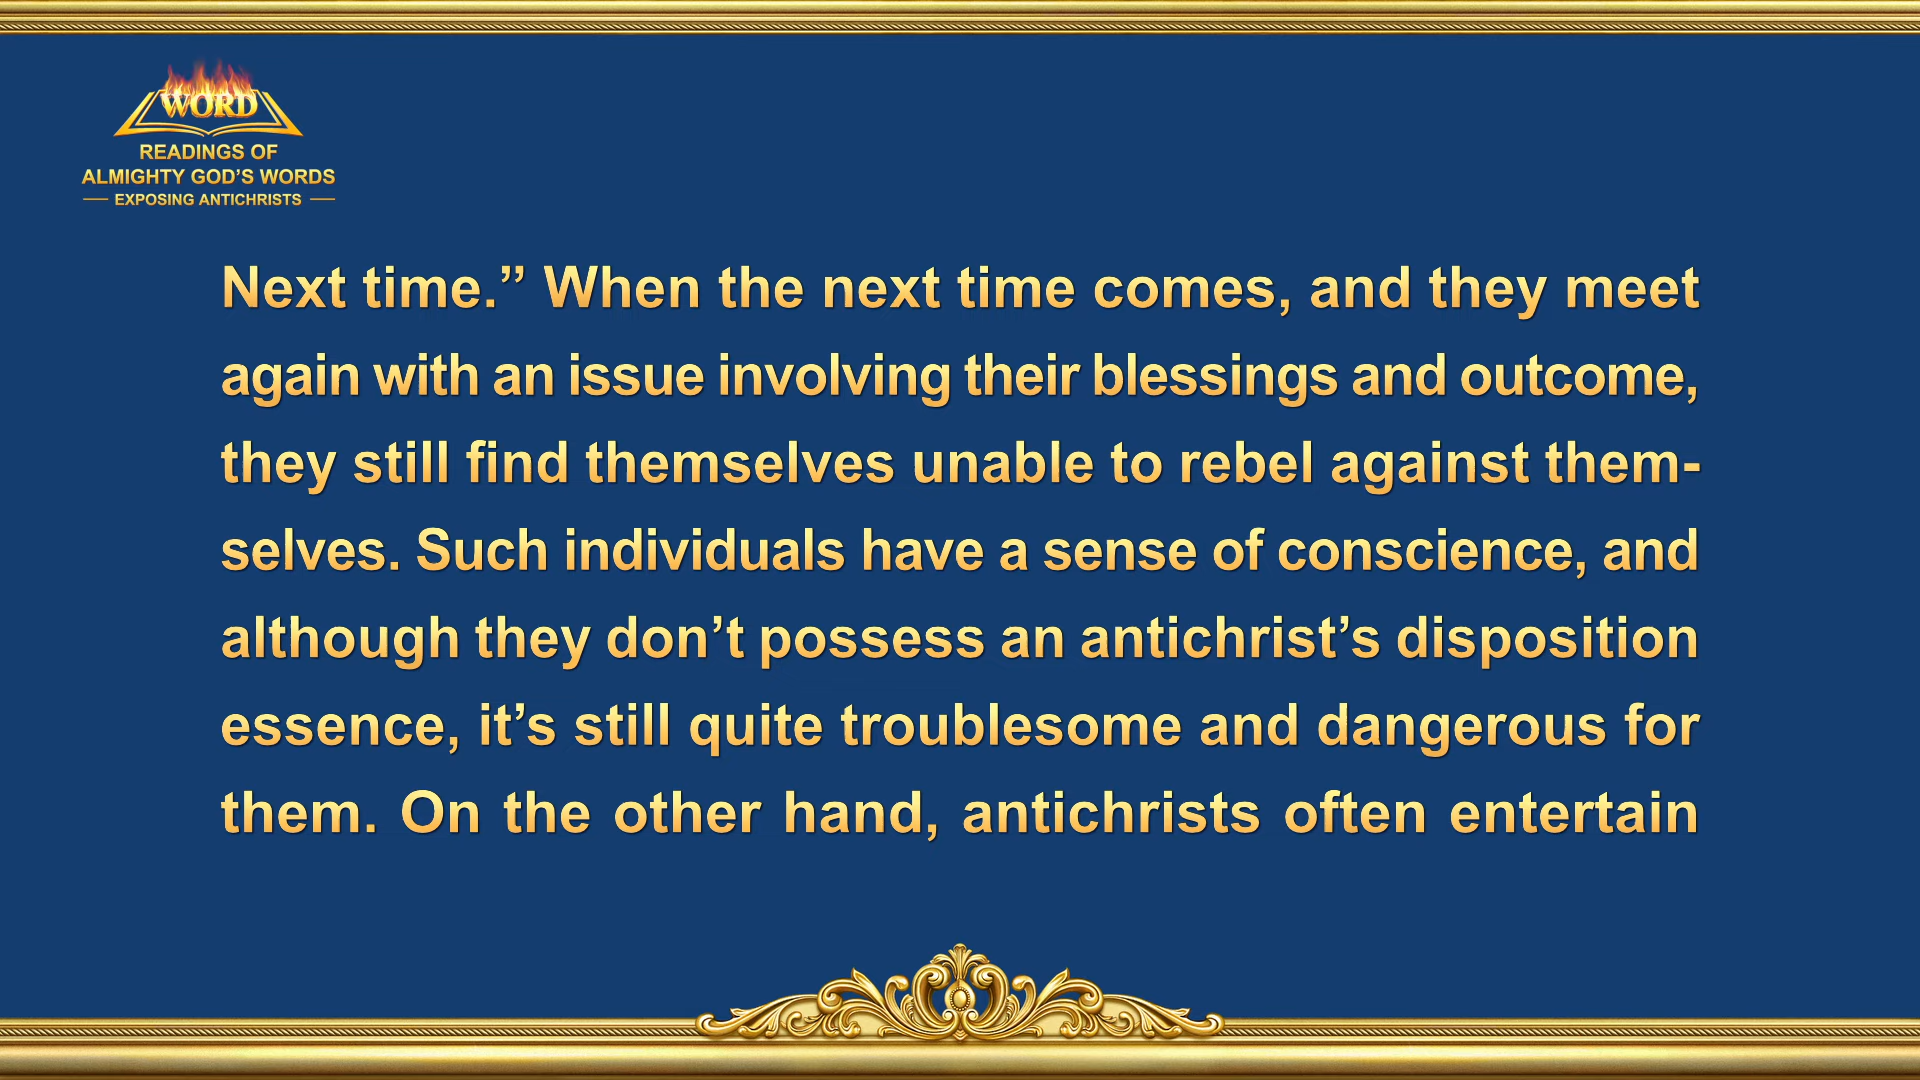 WORD
READINGS OF
ALMIGHTY GOD’S WORDS
EXPOSING ANTICHRISTS
Next time.” When the next time comes, and they meet
again with an issue involving their blessings and outcome,
they still find themselves unable to rebel against them-
selves. Such individuals have a sense of conscience, and
although they don’t possess an antichrist’s disposition
essence, it’s still quite troublesome and dangerous for
them. On the other hand, antichrists often entertain